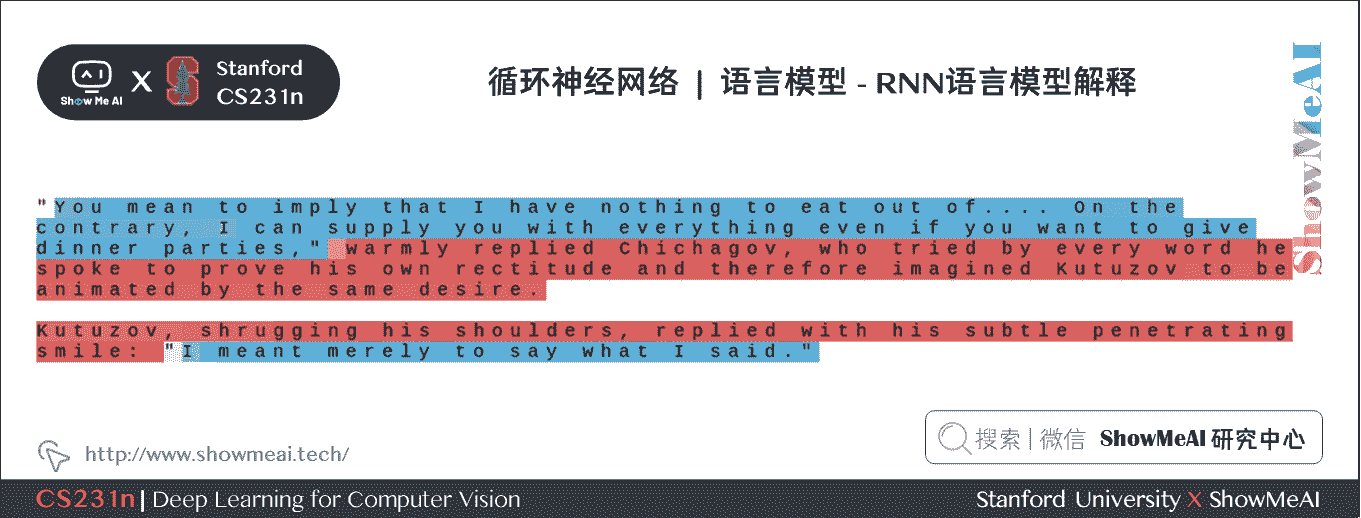 Show Me AI
X
Stanford
CS231n
循环神经网络 | 语言模型 - RNN语言模型解释
ShowMeAI
"You mean to imply that I have nothing to eat out of.... On the
contrary, I can supply you with everything even if you want to give
dinner parties," warmly replied Chichagov, who tried by every word he
spoke to prove his own rectitude and therefore imagined Kutuzov to be
animated by the same desire.
Kutuzov, shrugging his shoulders, replied with his subtle penetrating
smile: "I meant merely to say what I said."
搜索 | 微信 ShowMeAI 研究中心
http://www.showmeai.tech/
CS231n | Deep Learning for Computer Vision
Stanford University X ShowMeAI